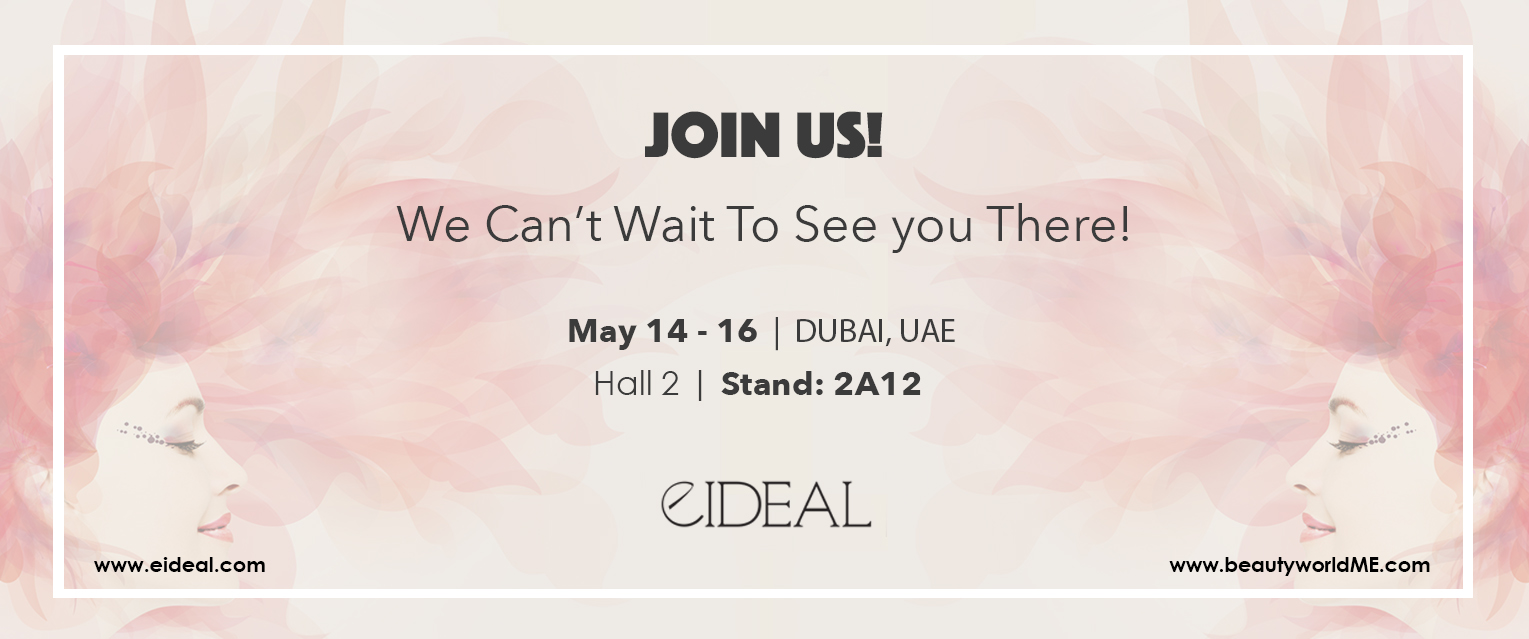 JOIN US!
We Can’t Wait To See you There!
May 14 - 16 | DUBAI, UAE
Hall 2 | Stand: 2A12
eIDEAL
www.eideal.com
www.beautyworldME.com